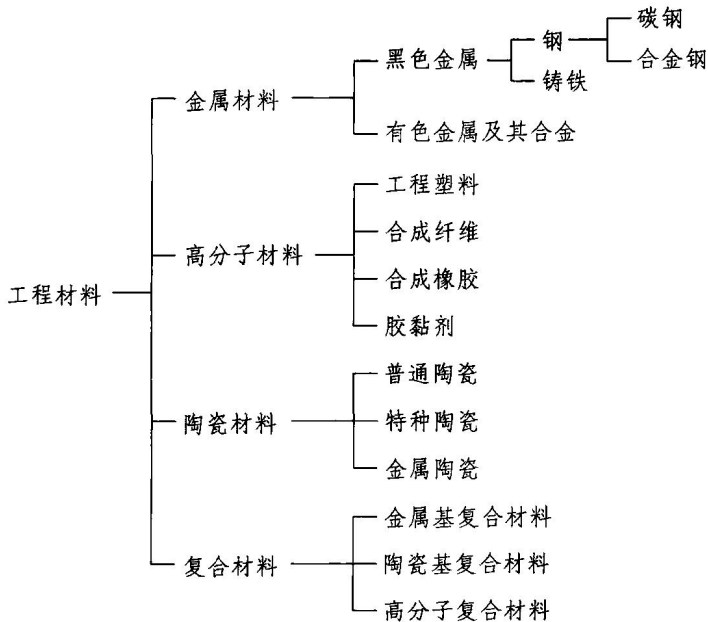 工程材料
金属材料
黑色金属
钢
碳钢
合金钢
铸铁
有色金属及其合金
高分子材料
工程塑料
合成纤维
合成橡胶
胶黏剂
陶瓷材料
普通陶瓷
特种陶瓷
金属陶瓷
复合材料
金属基复合材料
陶瓷基复合材料
高分子复合材料